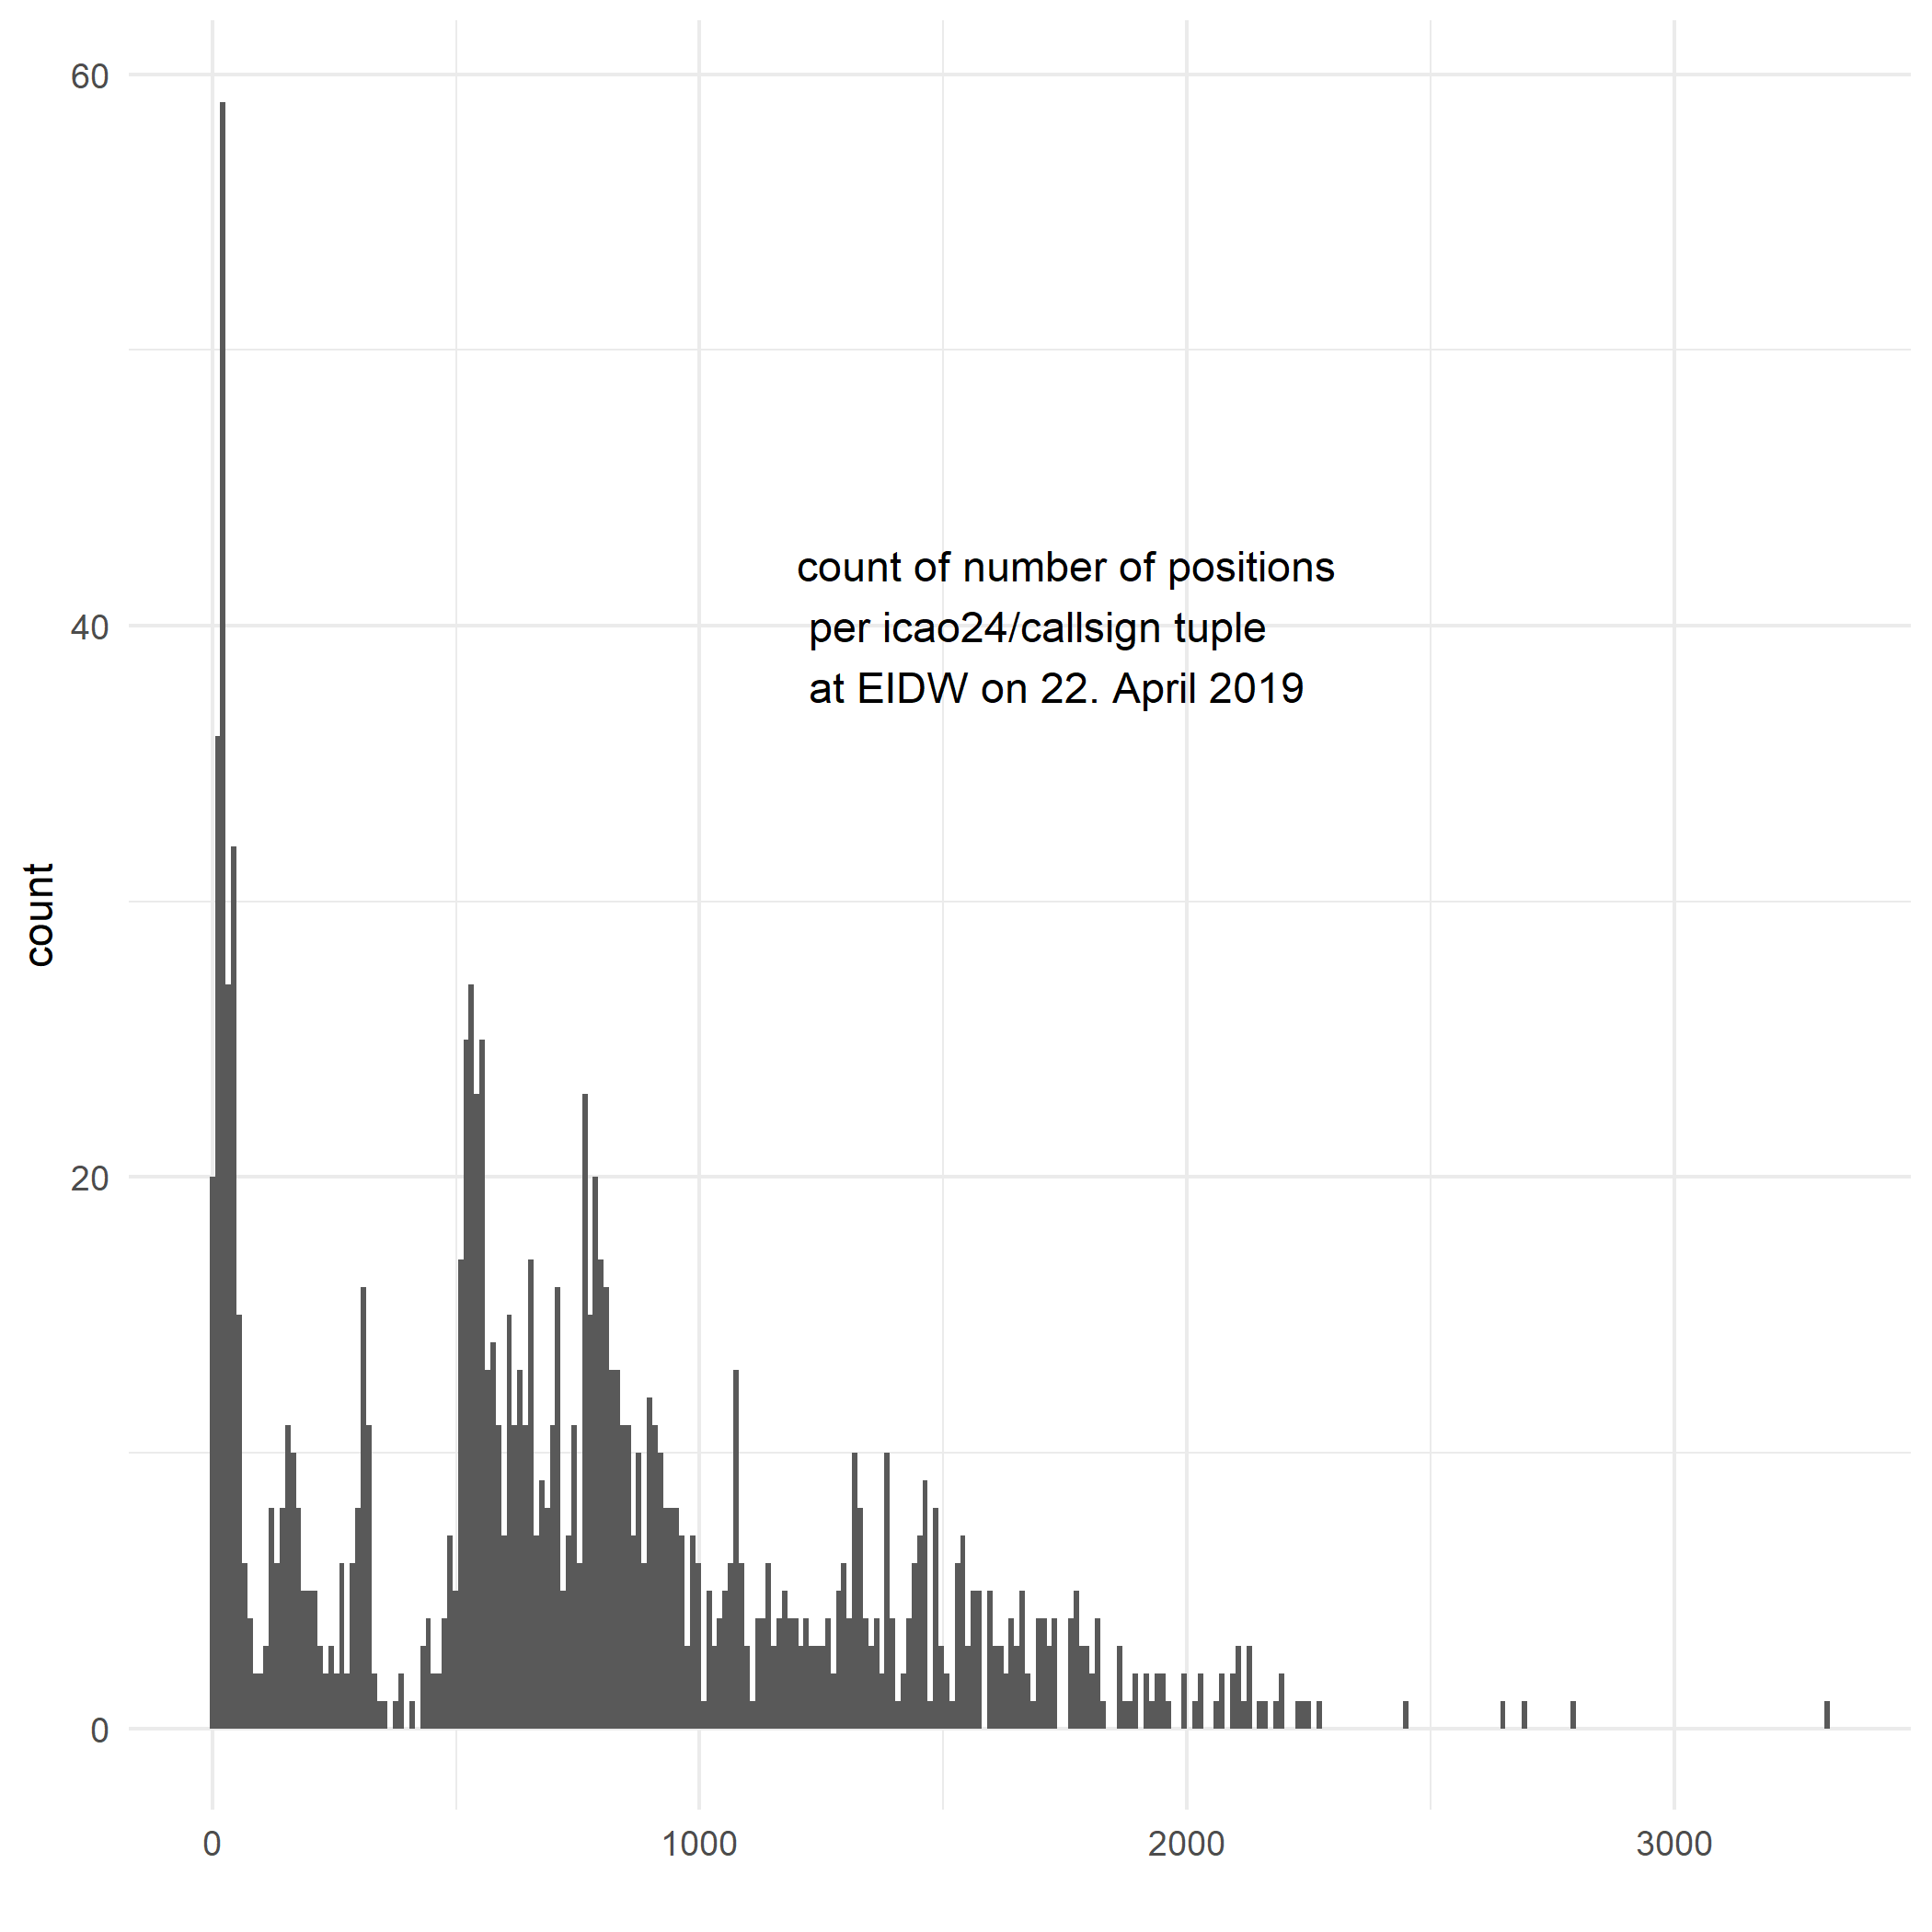 60
count of number of positions
40
per icao24/callsign tuple
at EIDW on 22. April 2019
count
20
0
0 1000 2000 3000